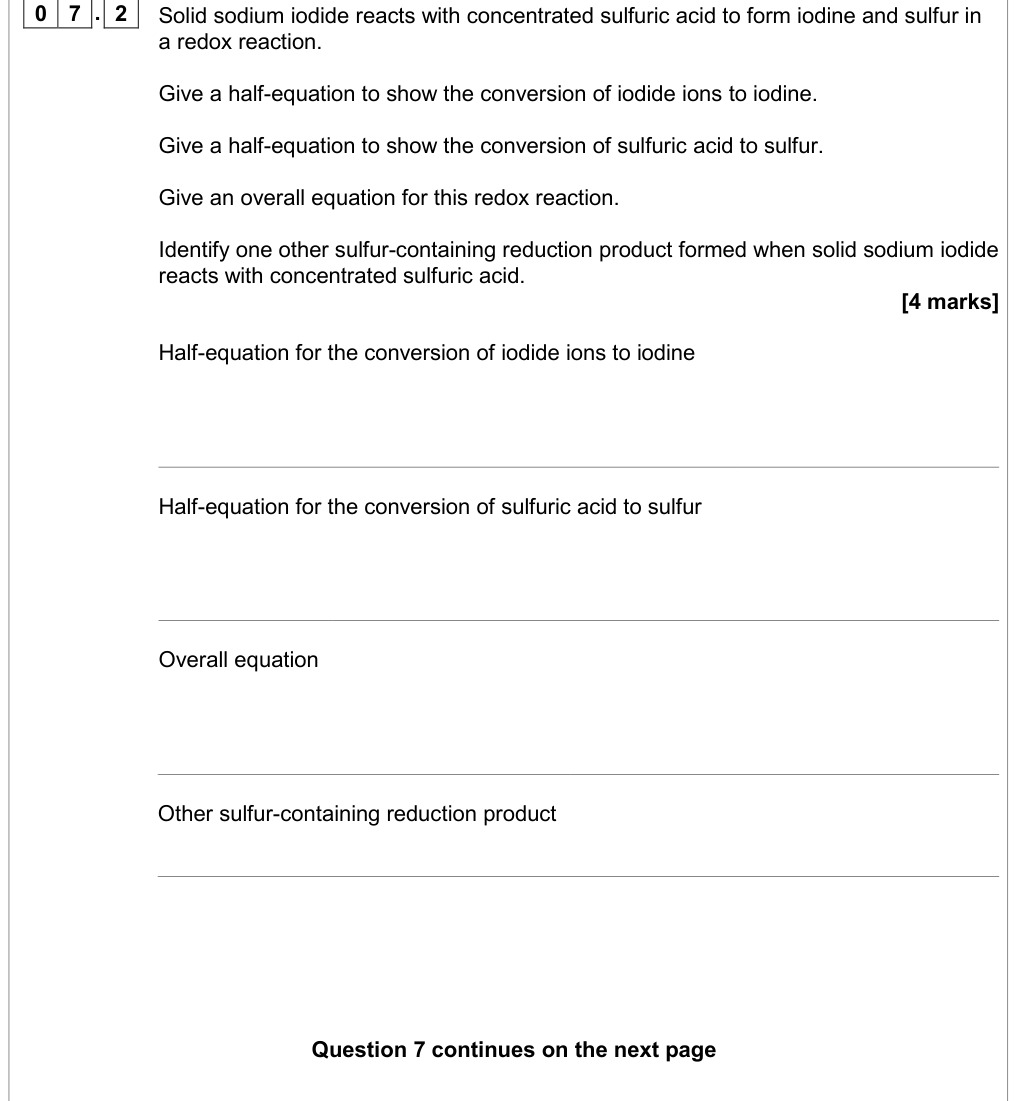 0 7 . 2 Solid sodium iodide reacts with concentrated sulfuric acid to form iodine and sulfur in
a redox reaction.
Give a half-equation to show the conversion of iodide ions to iodine.
Give a half-equation to show the conversion of sulfuric acid to sulfur.
Give an overall equation for this redox reaction.
Identify one other sulfur-containing reduction product formed when solid sodium iodide
reacts with concentrated sulfuric acid.
[4 marks]
Half-equation for the conversion of iodide ions to iodine
Half-equation for the conversion of sulfuric acid to sulfur
Overall equation
Other sulfur-containing reduction product
Question 7 continues on the next page